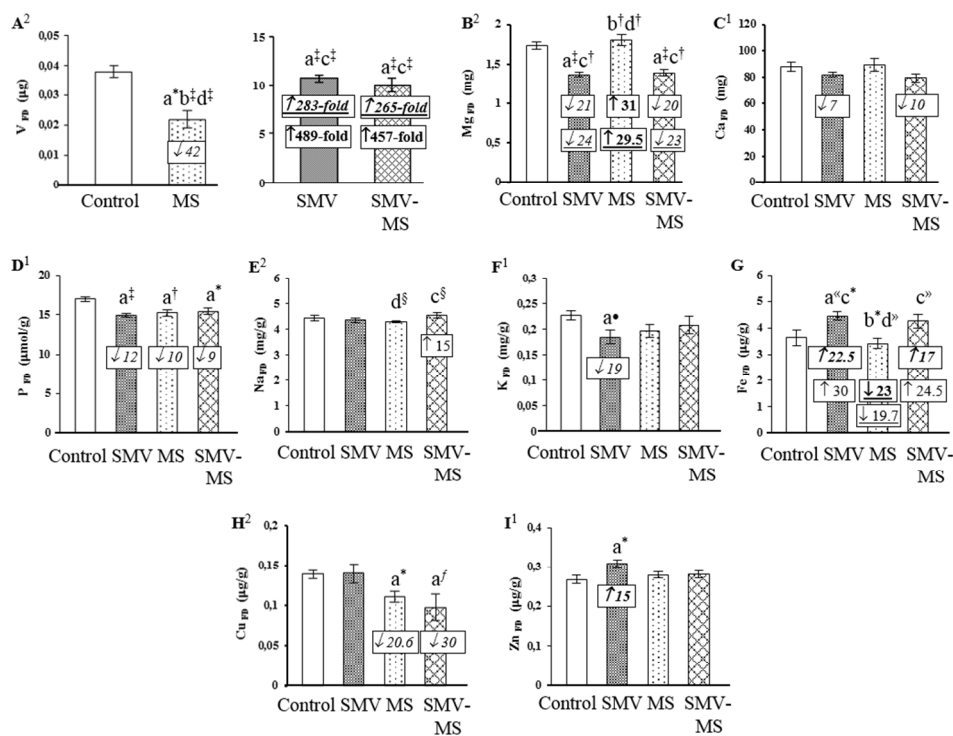 A²
V FD (µg)
0,05
0,04
0,03
0,02
0,01
0
a*b‡d‡
↓42
Control MS
15
10
5
0
a‡c‡ a‡c‡
↑283-fold ↑265-fold
↑489-fold ↑457-fold
SMV SMV-
MS
B²
Mg FD (mg)
2
1,5
1
0,5
0
b†d†
a‡c† a‡c†
↓21 ↑31 ↓20
↓24 ↑29.5 ↓23
Control SMV MS SMV-
MS
C¹
Ca FD (mg)
120
100
80
60
40
20
0
↓7 ↓10
Control SMV MS SMV-
MS
D¹
P FD (µmol/g)
20
15
10
5
0
a‡ a† a*
↓12 ↓10 ↓9
Control SMV MS SMV-
MS
E²
Na FD (mg/g)
6
4
2
0
d§ c§
↑15
Control SMV MS SMV-
MS
F¹
K FD (mg/g)
0,3
0,25
0,2
0,15
0,1
0,05
0
a•
↓19
Control SMV MS SMV-
MS
G
Fe FD (µg/g)
6
5
4
3
2
1
0
a«c* b*d» c»
↑22.5 ↑17
↑30 ↓23 ↑24.5
↓19.7
Control SMV MS SMV-
MS
H²
Cu FD (µg/g)
0,2
0,15
0,1
0,05
0
a* aƒ
↓20.6 ↓30
Control SMV MS SMV-
MS
I¹
Zn FD (µg/g)
0,4
0,3
0,2
0,1
0
a*
↑15
Control SMV MS SMV-
MS